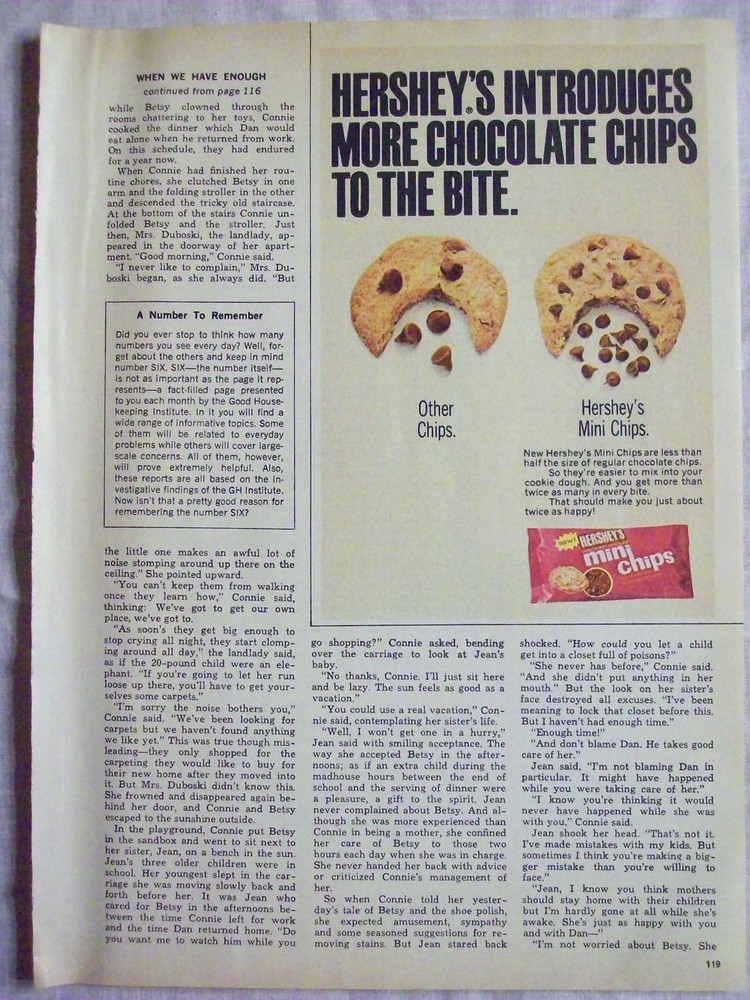 WHEN WE HAVE ENOUGH
continued from page 116
while Betsy clowned through the
rooms chattering to her toys, Connie
cooked the dinner which Dan would
eat alone when he returned from work.
On this schedule, they had endured
for a year now.
When Connie had finished her rou-
tine chores, she clutched Betsy in one
arm and the folding stroller in the other
and descended the tricky old staircase.
At the bottom of the stairs Connie un-
folded Betsy and the stroller. Just
then, Mrs. Duboski, the landlady, ap-
peared in the doorway of her apart-
ment. "Good morning," Connie said.
"I never like to complain," Mrs. Du-
boski began, as she always did. "But
A Number To Remember
Did you ever stop to think how many
numbers you see every day? Well, for-
get about the others and keep in mind
number SIX. SIX—the number itself—
is not as important as the page it rep-
resents—a fact-filled page presented
to you each month by the Good House-
keeping Institute. In it you will find a
wide range of informative topics. Some
of them will be related to everyday
problems while others will cover large-
scale concerns. All of them, however,
will prove extremely helpful. Also,
these reports are all based on the in-
vestigative findings of the GH Institute.
Now isn't that a pretty good reason for
remembering the number SIX?
the little one makes an awful lot of
noise stomping around up there on the
ceiling." She pointed upward.
"You can't keep them from walking
once they learn how," Connie said,
thinking: We've got to get our own
place, we've got to.
"As soon's they get big enough to
stop crying all night, they start clomp-
ing around all day," the landlady said,
as if the 20-pound child were an ele-
phant. "If you're going to let her run
loose up there, you'll have to get your-
selves some carpets."
"I'm sorry the noise bothers you,"
Connie said. "We've been looking for
carpets but we haven't found anything
we like yet." This was true though mis-
leading—they only shopped for the
carpeting they would like to buy for
their new home after they moved into
it. But Mrs. Duboski didn't know this.
She frowned and disappeared again be-
hind her door, and Connie and Betsy
escaped to the sunshine outside.
In the playground, Connie put Betsy
in the sandbox and went to sit next to
her sister, Jean, on a bench in the sun.
Jean's three older children were in
school. Her youngest slept in the car-
riage she was moving slowly back and
forth before her. It was Jean who
cared for Betsy in the afternoons be-
tween the time Connie left for work
and the time Dan returned home. "Do
you want me to watch him while you
HERSHEY'S® INTRODUCES
MORE CHOCOLATE CHIPS
TO THE BITE.
Other
Chips.
Hershey's
Mini Chips.
New Hershey's Mini Chips are less than
half the size of regular chocolate chips.
So they're easier to mix into your
cookie dough. And you get more than
twice as many in every bite.
That should make you just about
twice as happy!
new!
HERSHEY'S
mini
chips
go shopping?" Connie asked, bending
over the carriage to look at Jean's
baby.
"No thanks, Connie. I'll just sit here
and be lazy. The sun feels as good as a
vacation."
"You could use a real vacation," Con-
nie said, contemplating her sister's life.
"Well, I won't get one in a hurry,"
Jean said with smiling acceptance. The
way she accepted Betsy in the after-
noons; as if an extra child during the
madhouse hours between the end of
school and the serving of dinner were
a pleasure, a gift to the spirit. Jean
never complained about Betsy. And al-
though she was more experienced than
Connie in being a mother, she confined
her care of Betsy to those two
hours each day when she was in charge.
She never handed her back with advice
or criticized Connie's management of
her.
So when Connie told her yester-
day's tale of Betsy and the shoe polish,
she expected amusement, sympathy
and some seasoned suggestions for re-
moving stains. But Jean stared back
shocked. "How could you let a child
get into a closet full of poisons?"
"She never has before," Connie said.
"And she didn't put anything in her
mouth." But the look on her sister's
face destroyed all excuses. "I've been
meaning to lock that closet before this.
But I haven't had enough time."
"Enough time!"
"And don't blame Dan. He takes good
care of her."
Jean said, "I'm not blaming Dan in
particular. It might have happened
while you were taking care of her."
"I know you're thinking it would
never have happened while she was
with you," Connie said.
Jean shook her head. "That's not it.
I've made mistakes with my kids. But
sometimes I think you're making a big-
ger mistake than you're willing to
face."
"Jean, I know you think mothers
should stay home with their children
but I'm hardly gone at all while she's
awake. She's just as happy with you
and with Dan—"
"I'm not worried about Betsy. She
119